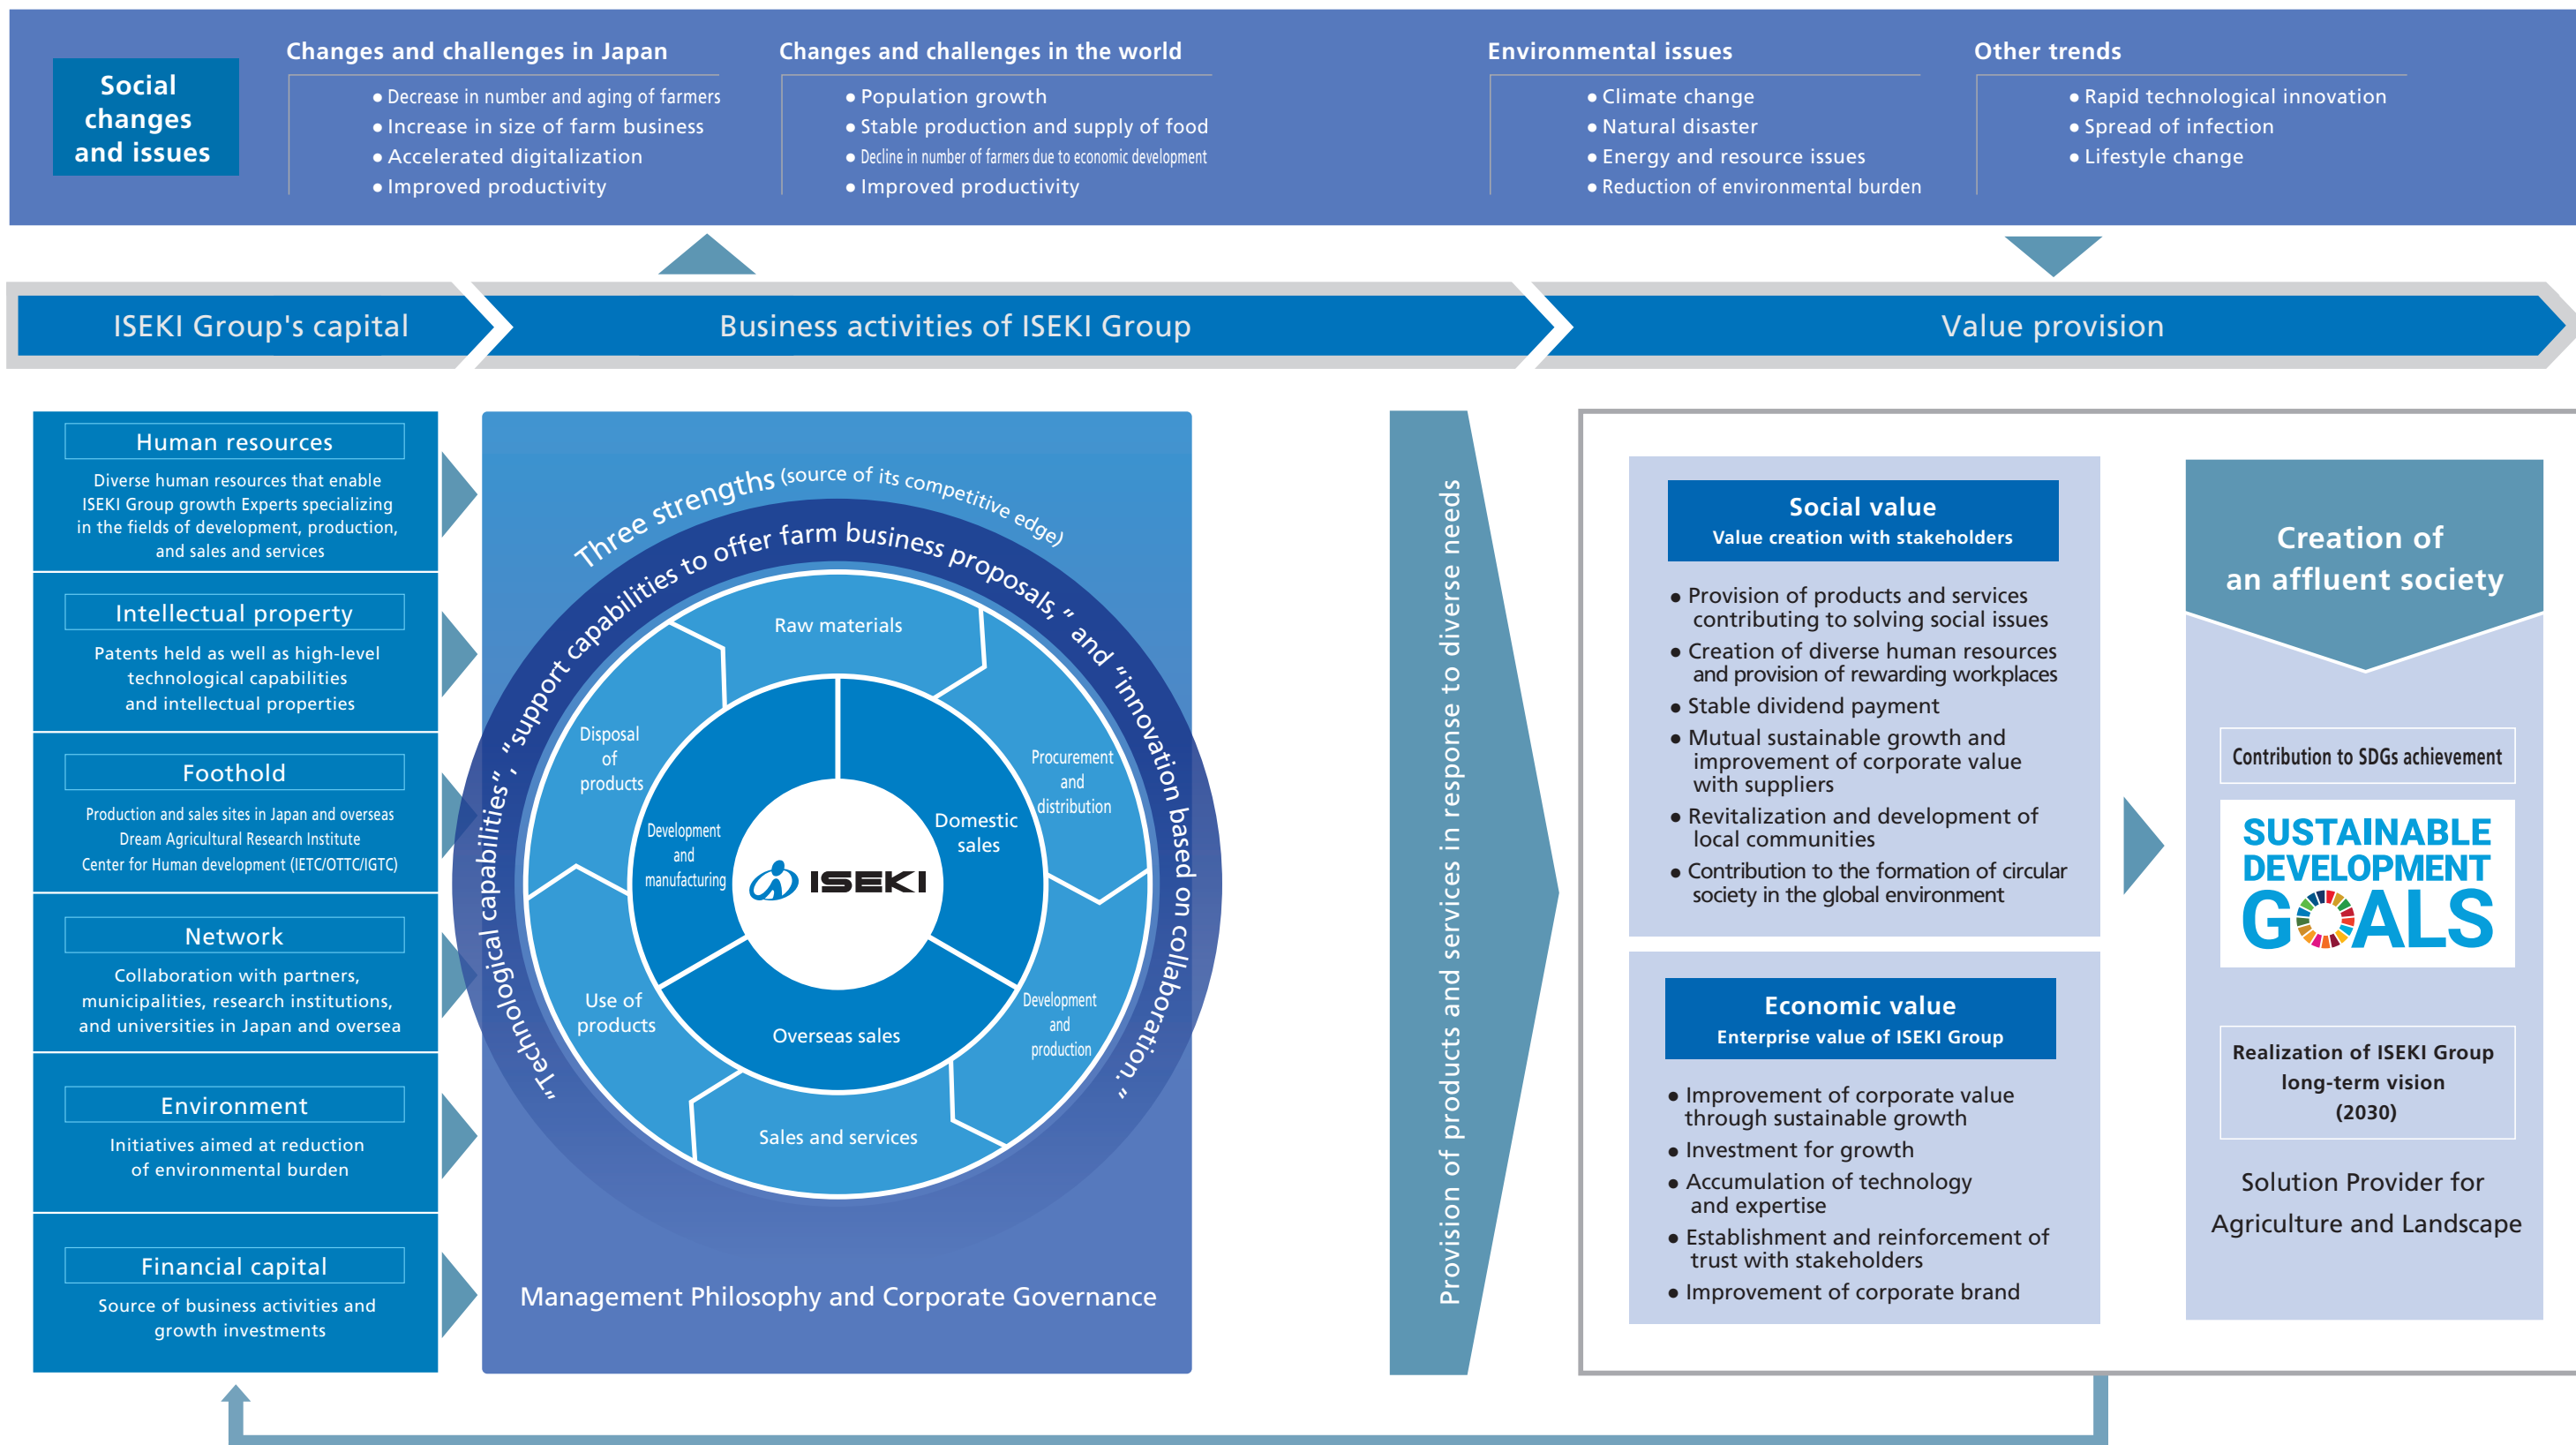 Social
changes
and issues
Changes and challenges in Japan
● Decrease in number and aging of farmers
● Increase in size of farm business
● Accelerated digitalization
● Improved productivity
Changes and challenges in the world
● Population growth
● Stable production and supply of food
● Decline in number of farmers due to economic development
● Improved productivity
Environmental issues
● Climate change
● Natural disaster
● Energy and resource issues
● Reduction of environmental burden
Other trends
● Rapid technological innovation
● Spread of infection
● Lifestyle change
ISEKI Group's capital
Business activities of ISEKI Group
Value provision
Human resources
Diverse human resources that enable
ISEKI Group growth Experts specializing
in the fields of development, production,
and sales and services
Intellectual property
Patents held as well as high-level
technological capabilities
and intellectual properties
Foothold
Production and sales sites in Japan and overseas
Dream Agricultural Research Institute
Center for Human development (IETC/OTTC/IGTC)
Network
Collaboration with partners,
municipalities, research institutions,
and universities in Japan and oversea
Environment
Initiatives aimed at reduction
of environmental burden
Financial capital
Source of business activities and
growth investments
Three strengths (source of its competitive edge)
"Technological capabilities", "support capabilities to offer farm business proposals," and "innovation based on collaboration."
Raw materials
Procurement
and
distribution
Development
and
production
Sales and services
Use of
products
Disposal
of
products
Development
and
manufacturing
Domestic
sales
Overseas sales
ISEKI
Management Philosophy and Corporate Governance
Provision of products and services in response to diverse needs
Social value
Value creation with stakeholders
● Provision of products and services
contributing to solving social issues
● Creation of diverse human resources
and provision of rewarding workplaces
● Stable dividend payment
● Mutual sustainable growth and
improvement of corporate value
with suppliers
● Revitalization and development of
local communities
● Contribution to the formation of circular
society in the global environment
Economic value
Enterprise value of ISEKI Group
● Improvement of corporate value
through sustainable growth
● Investment for growth
● Accumulation of technology
and expertise
● Establishment and reinforcement of
trust with stakeholders
● Improvement of corporate brand
Creation of
an affluent society
Contribution to SDGs achievement
SUSTAINABLE
DEVELOPMENT
GOALS
Realization of ISEKI Group
long-term vision
(2030)
Solution Provider for
Agriculture and Landscape